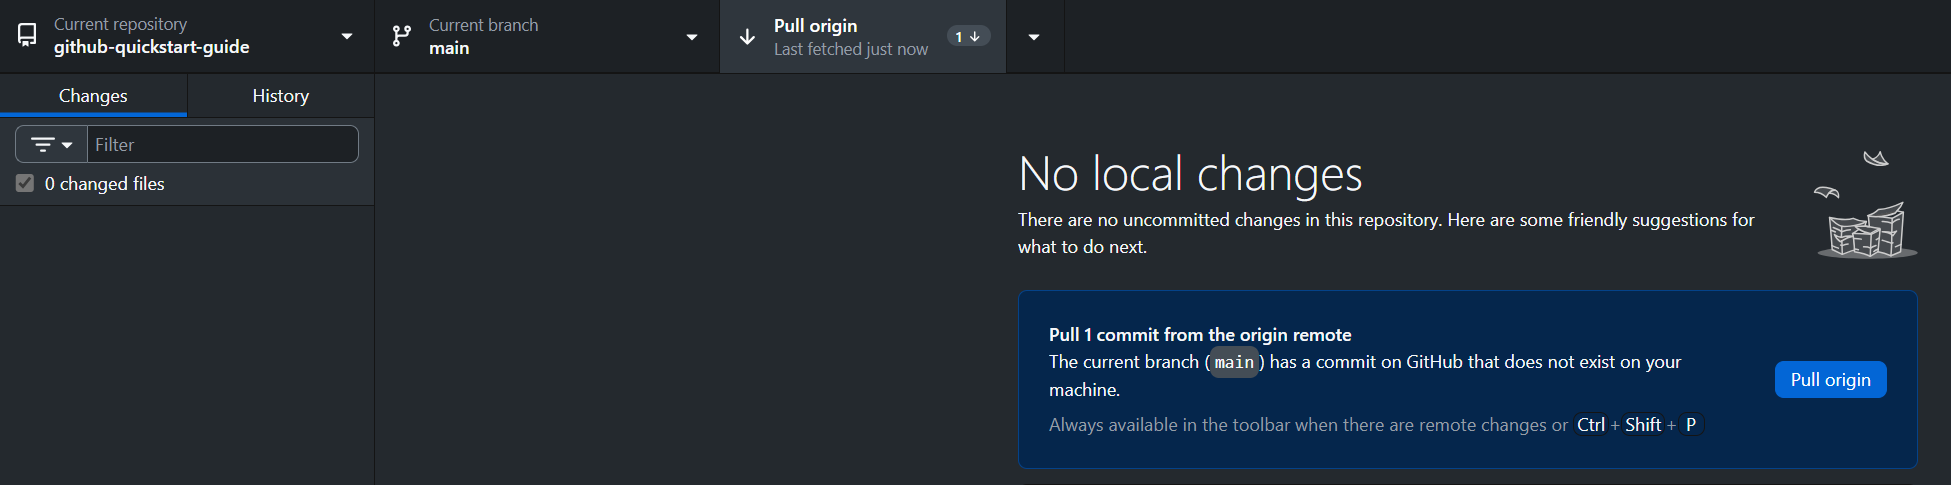 Current repository
github-quickstart-guide
Current branch
main
Pull origin
Last fetched just now
1
Changes
History
Filter
0 changed files
No local changes
There are no uncommitted changes in this repository. Here are some friendly suggestions for
what to do next.
Pull 1 commit from the origin remote
The current branch (main) has a commit on GitHub that does not exist on your
machine.
Pull origin
Always available in the toolbar when there are remote changes or Ctrl + Shift + P